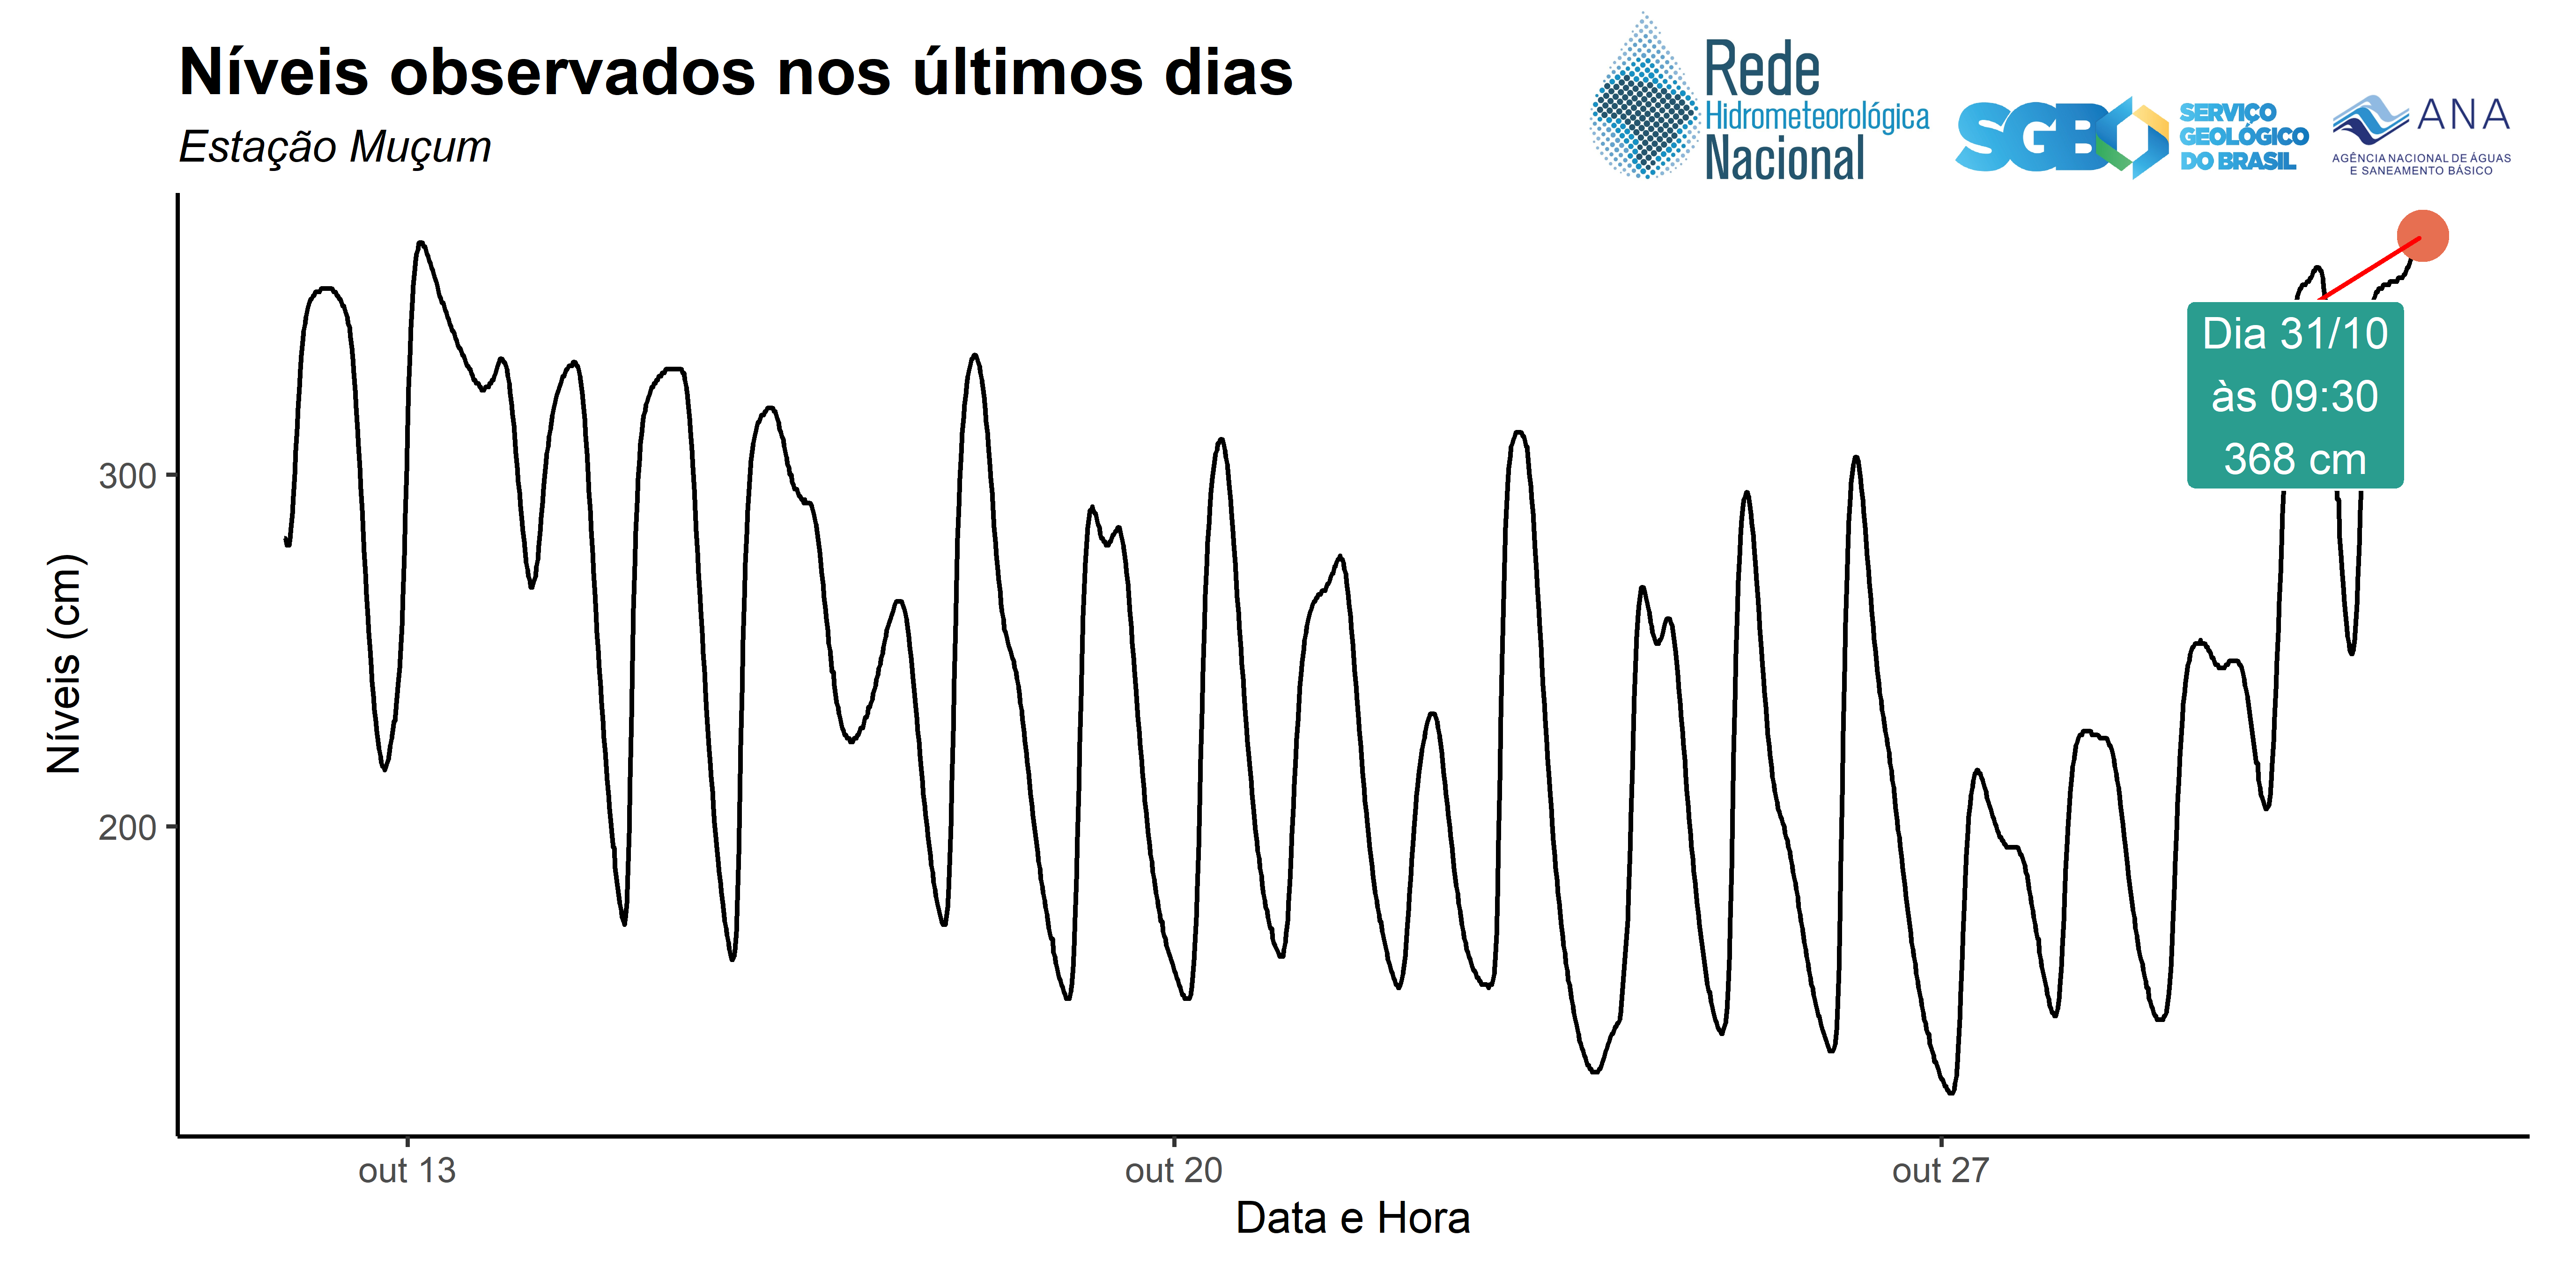 Níveis observados nos últimos dias
Estação Muçum
Rede
Hidrometeorológica
Nacional
SGB
SERVIÇO
GEOLÓGICO
DO BRASIL
ANA
AGÊNCIA NACIONAL DE ÁGUAS
E SANEAMENTO BÁSICO
Dia 31/10
às 09:30
368 cm
Níveis (cm)
300
200
out 13
out 20
out 27
Data e Hora